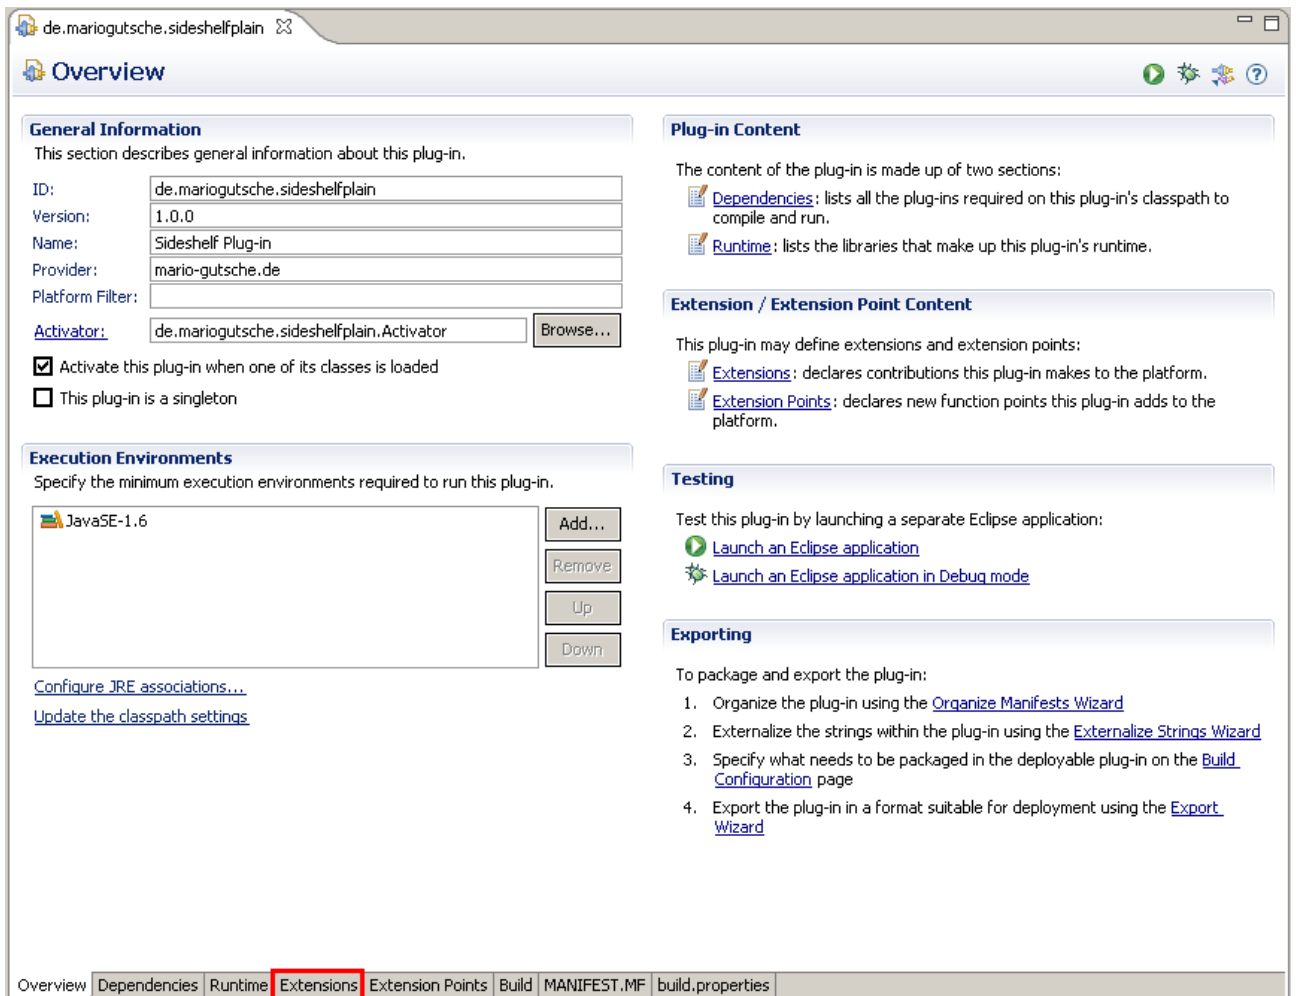 de.mariogutsche.sideshelfplain
Overview
General Information
This section describes general information about this plug-in.
ID: de.mariogutsche.sideshelfplain
Version: 1.0.0
Name: Sideshelf Plug-in
Provider: mario-gutsche.de
Platform Filter:
Activator: de.mariogutsche.sideshelfplain.Activator Browse...
Activate this plug-in when one of its classes is loaded
This plug-in is a singleton
Execution Environments
Specify the minimum execution environments required to run this plug-in.
JavaSE-1.6
Add...
Remove
Up
Down
Configure JRE associations...
Update the classpath settings
Plug-in Content
The content of the plug-in is made up of two sections:
Dependencies: lists all the plug-ins required on this plug-in's classpath to
compile and run.
Runtime: lists the libraries that make up this plug-in's runtime.
Extension / Extension Point Content
This plug-in may define extensions and extension points:
Extensions: declares contributions this plug-in makes to the platform.
Extension Points: declares new function points this plug-in adds to the
platform.
Testing
Test this plug-in by launching a separate Eclipse application:
Launch an Eclipse application
Launch an Eclipse application in Debug mode
Exporting
To package and export the plug-in:
1. Organize the plug-in using the Organize Manifests Wizard
2. Externalize the strings within the plug-in using the Externalize Strings Wizard
3. Specify what needs to be packaged in the deployable plug-in on the Build
Configuration page
4. Export the plug-in in a format suitable for deployment using the Export
Wizard
Overview Dependencies Runtime Extensions Extension Points Build MANIFEST.MF build.properties